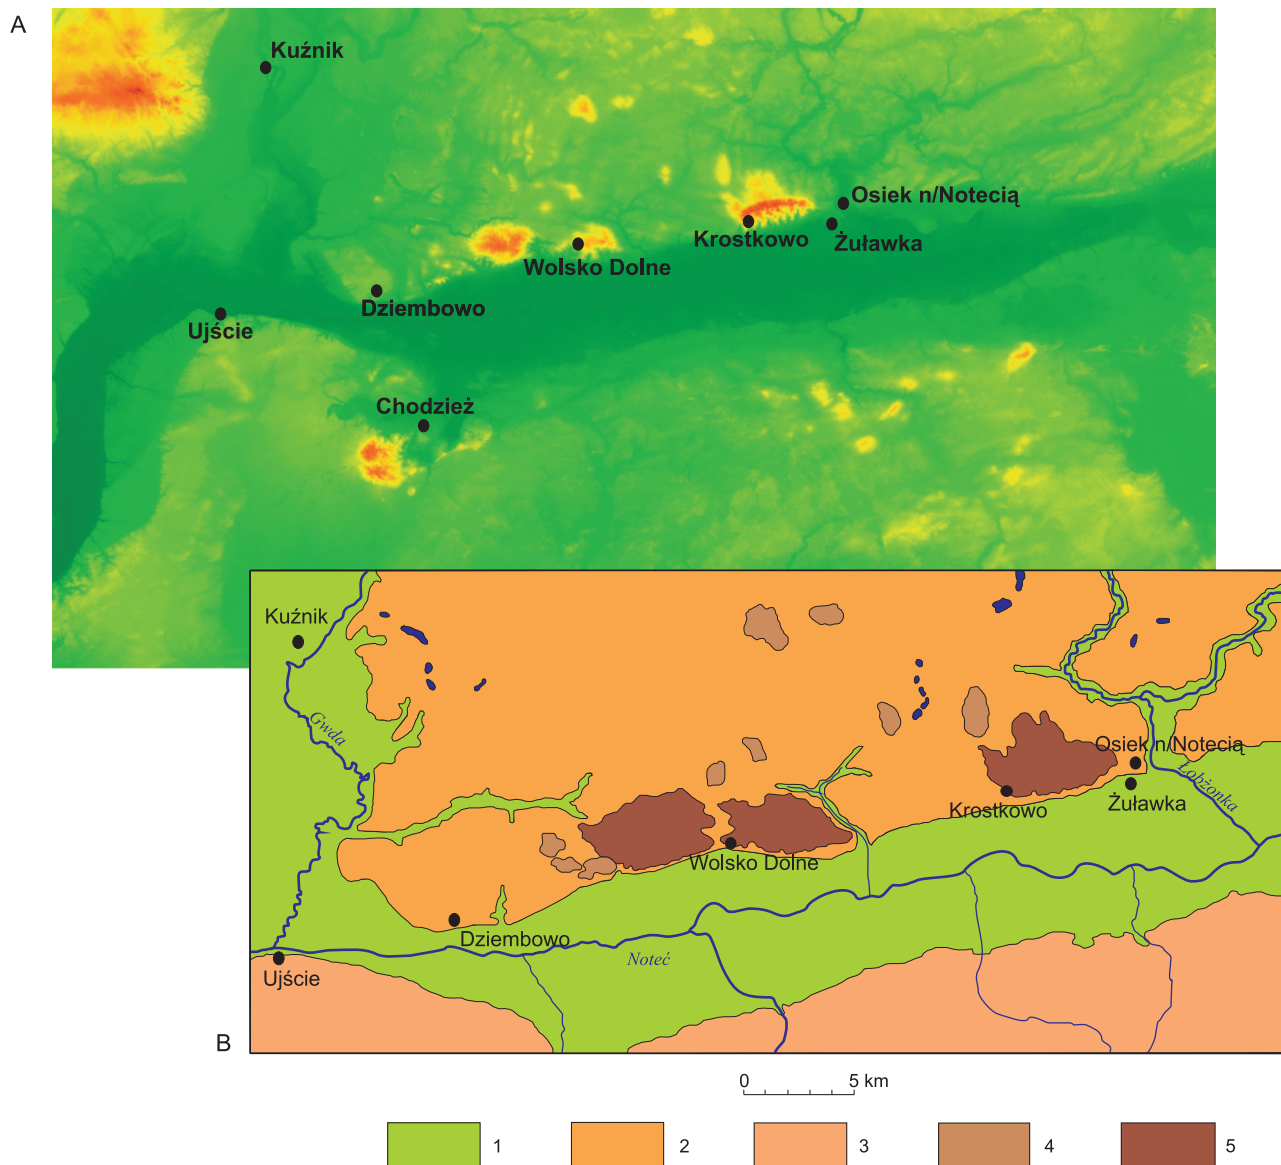 A
Kuźnik
Osiek n/Notecią
Krostkowo
Żuławka
Wolsko Dolne
Dziembowo
Ujście
Chodzież
B
Kuźnik
Gwda
Osiek n/Notecią
Łobżonka
Krostkowo
Żuławka
Wolsko Dolne
Dziembowo
Noteć
Ujście
0 5 km
1 2 3 4 5